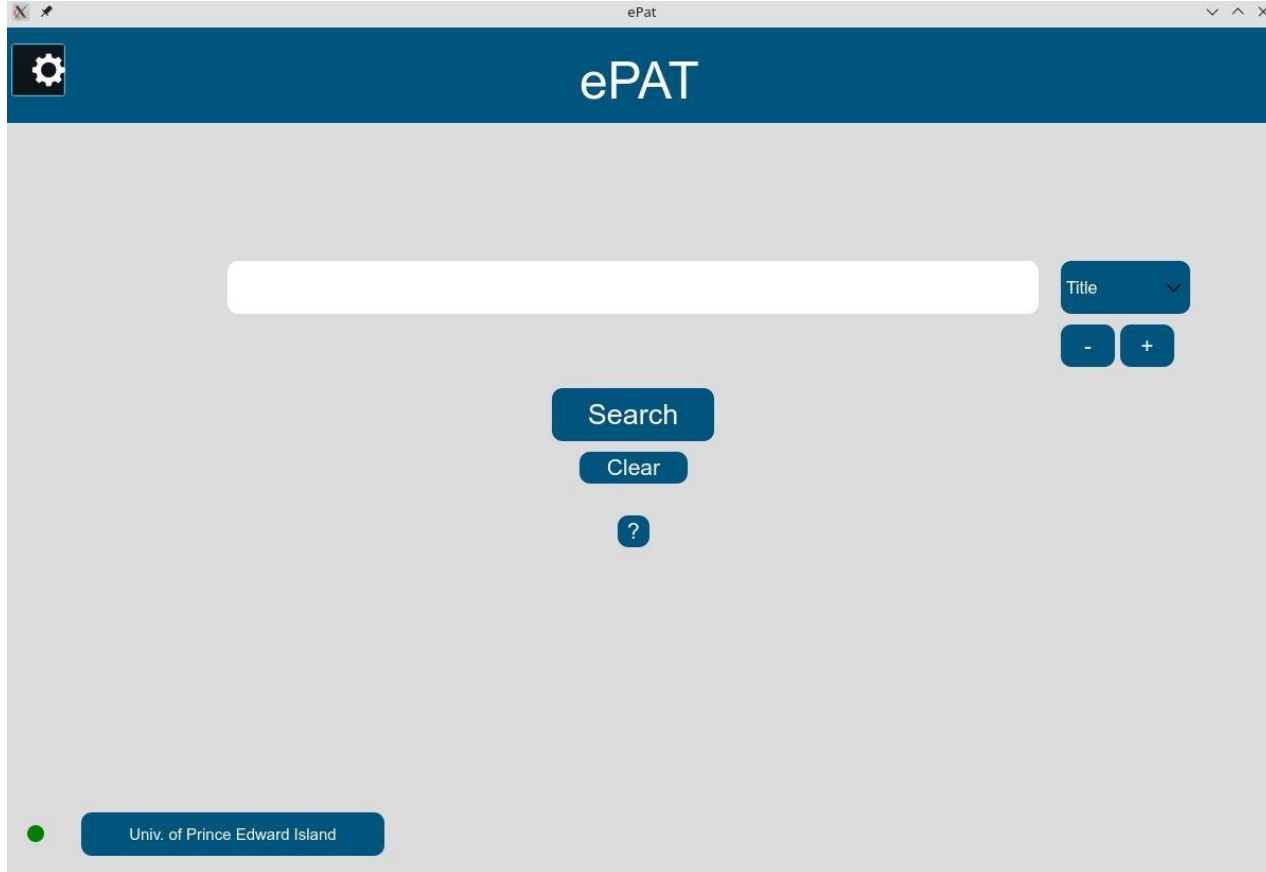 ePat
ePAT
Title
- +
Search
Clear
?
Univ. of Prince Edward Island